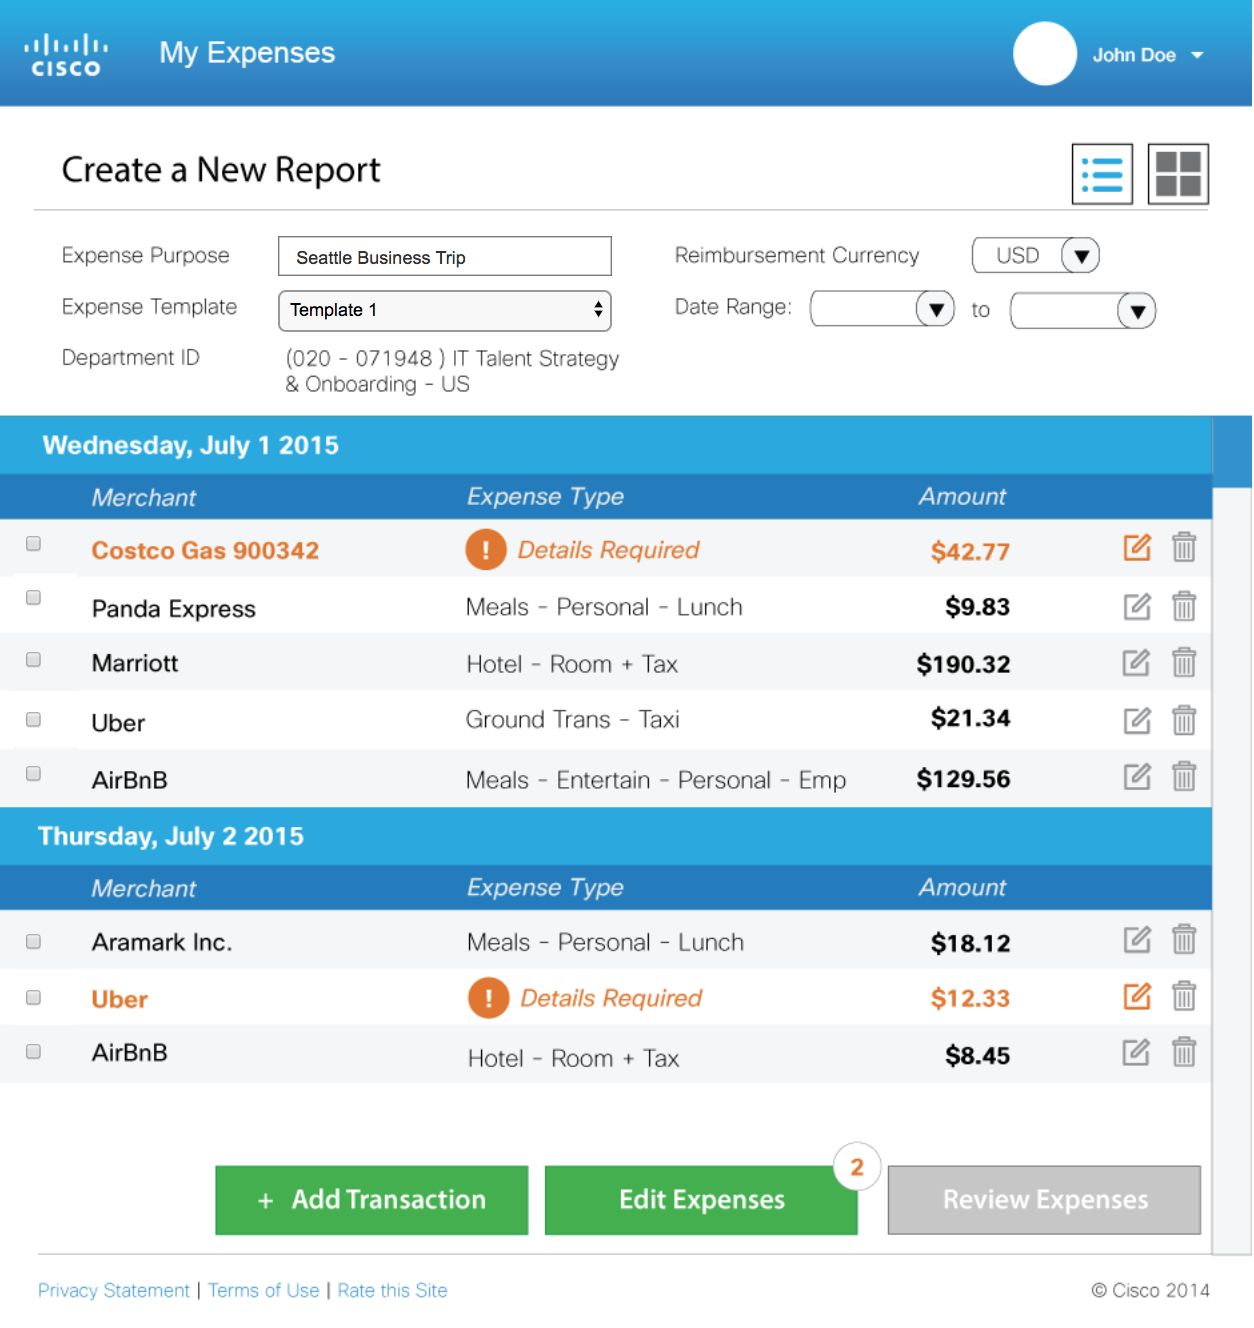 CISCO My Expenses John Doe
Create a New Report
Expense Purpose Seattle Business Trip Reimbursement Currency USD
Expense Template Template 1 Date Range: to
Department ID (020 - 071948 ) IT Talent Strategy
& Onboarding - US
Wednesday, July 1 2015
Merchant Expense Type Amount
Costco Gas 900342 ! Details Required $42.77
Panda Express Meals - Personal - Lunch $9.83
Marriott Hotel - Room + Tax $190.32
Uber Ground Trans - Taxi $21.34
AirBnB Meals - Entertain - Personal - Emp $129.56
Thursday, July 2 2015
Merchant Expense Type Amount
Aramark Inc. Meals - Personal - Lunch $18.12
Uber ! Details Required $12.33
AirBnB Hotel - Room + Tax $8.45
2
+ Add Transaction Edit Expenses Review Expenses
Privacy Statement | Terms of Use | Rate this Site © Cisco 2014